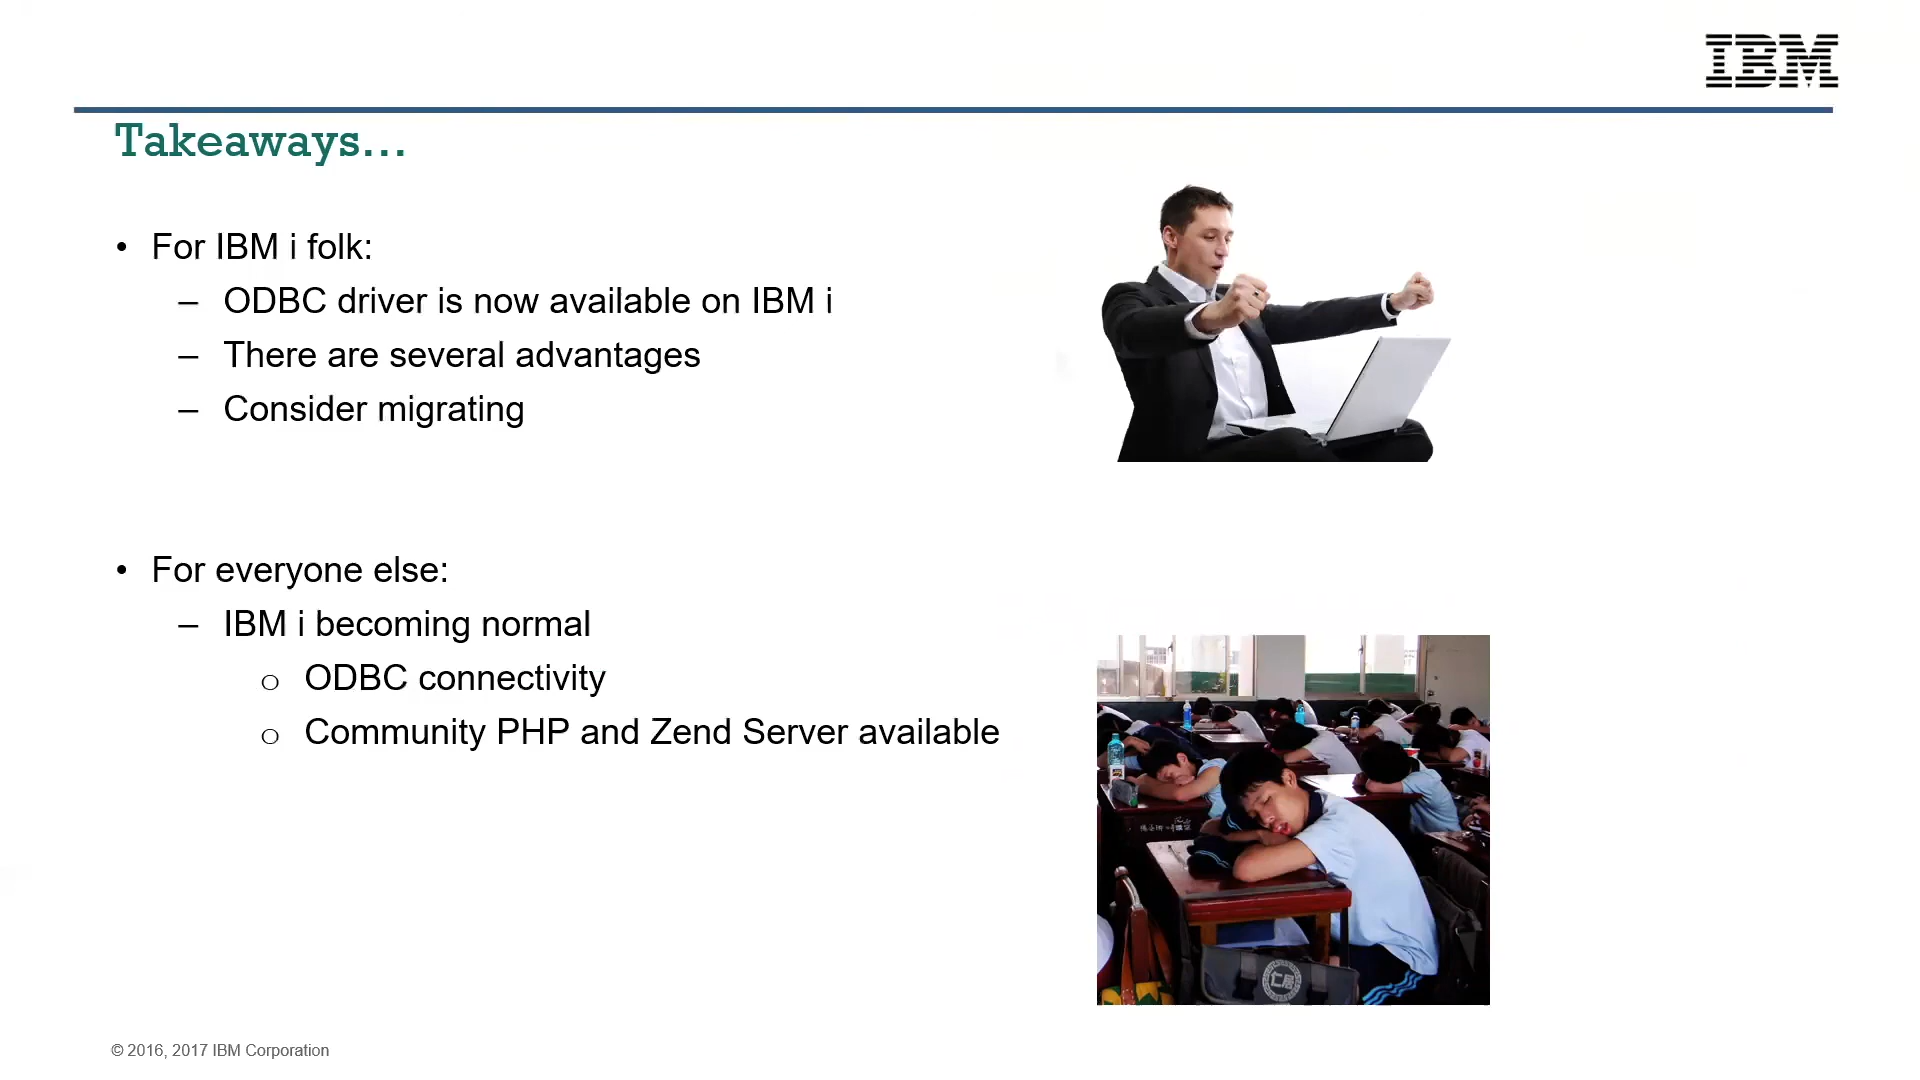 IBM
Takeaways...
• For IBM i folk:
– ODBC driver is now available on IBM i
– There are several advantages
– Consider migrating
• For everyone else:
– IBM i becoming normal
o ODBC connectivity
o Community PHP and Zend Server available
© 2016, 2017 IBM Corporation